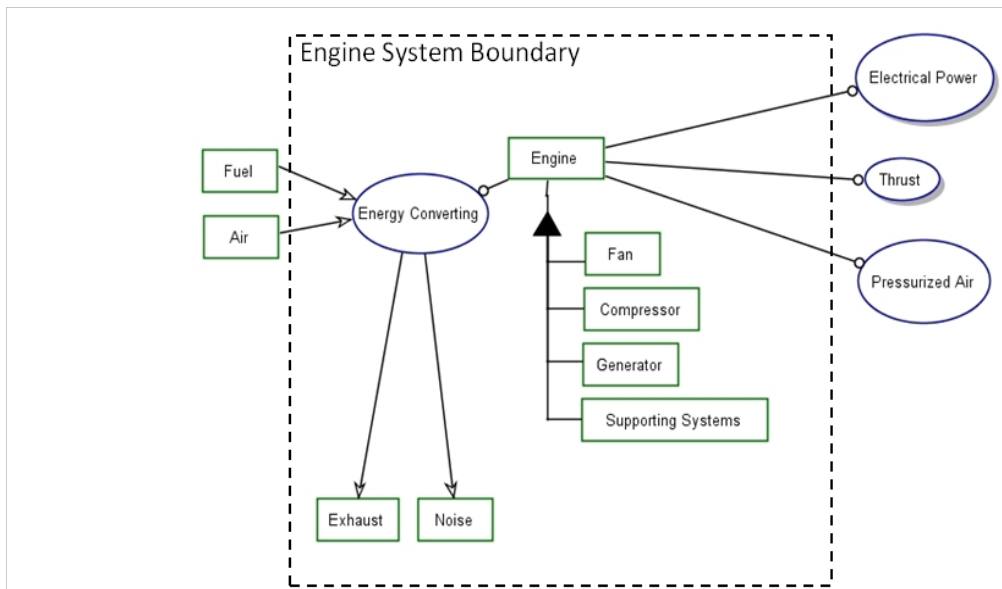 Engine System Boundary
Electrical Power
Engine
Fuel
Thrust
Energy Converting
Air
Fan
Pressurized Air
Compressor
Generator
Supporting Systems
Exhaust
Noise